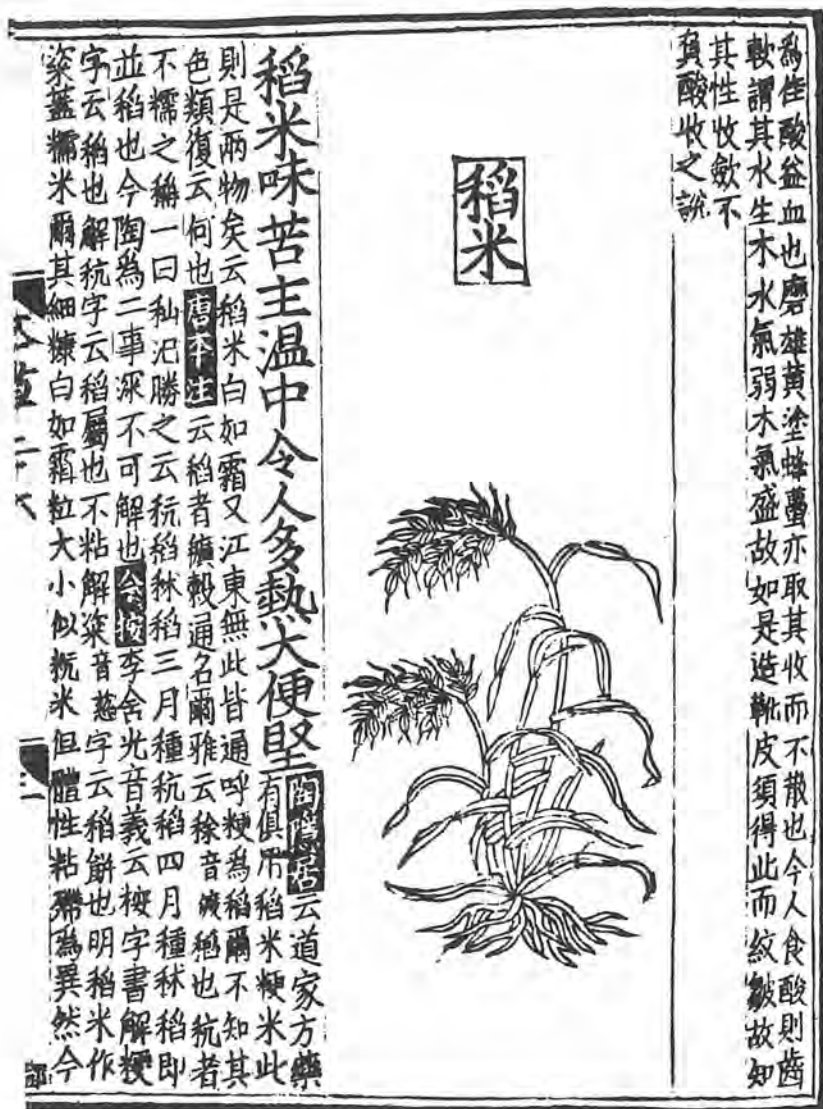 爲佳酸益血也磨雄黃塗蜂蠆亦取其收而不散也今人食酸則齒
軟謂其水生木水氣弱木氣盛故如是造靴皮須得此而紋皺故知
其性收斂不
負酸收之說
稻米
稻米味苦主溫中令人多熱大便堅
陶隱居云道家方藥
有俱用稻米粳米此
則是兩物矣云稻米白如霜又江東無此皆通呼粳爲稻爾不知其
色類復云何也唐本注云稻者穬穀通名爾雅云稌音渡稻也秔者
不糯之稱一曰秈汜勝之云秔稻秫稻三月種秔稻四月種秫稻即
並稻也今陶爲二事深不可解也今按李含光音義云按字書解粳
字云稻也解秔字云稻屬也不粘解粢音慈字云稻餅也明稻米作
粢蓋糯米爾其細糠白如霜粒大小似秔米但體性粘殢爲異然今